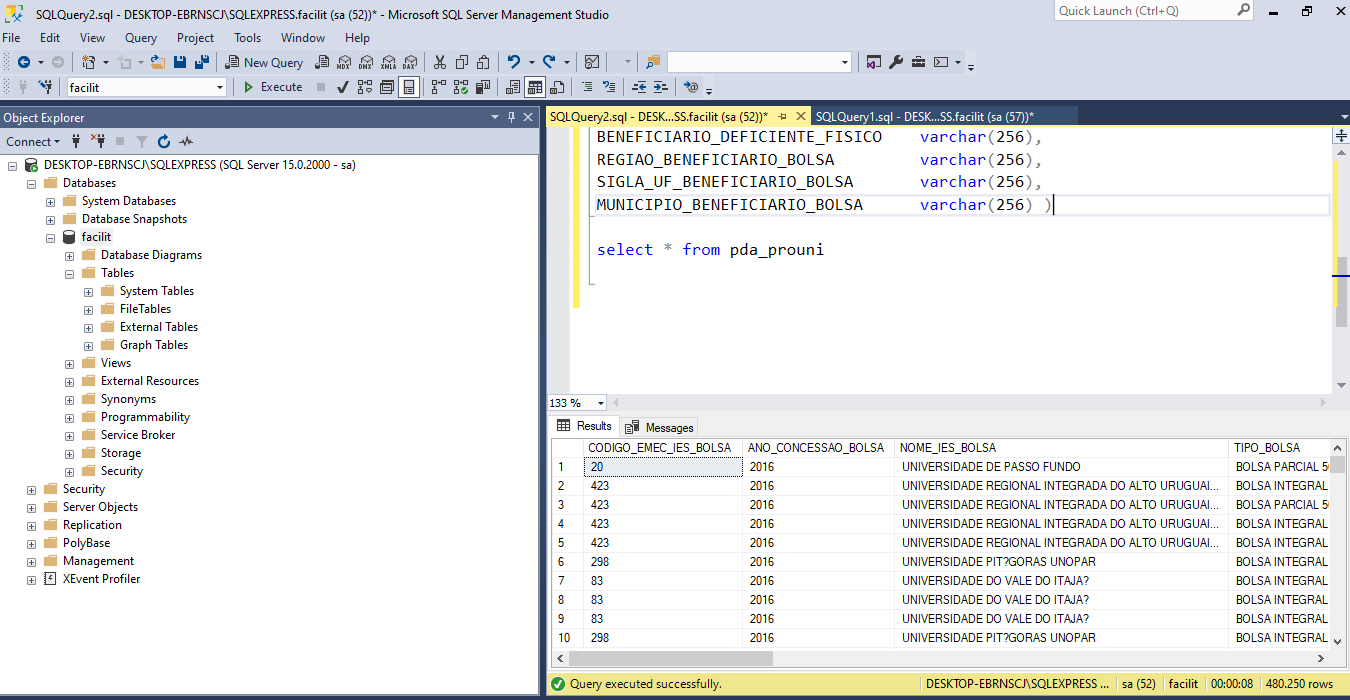 SQLQuery2.sql - DESKTOP-EBRNSCJ\SQLEXPRESS.facilit (sa (52))* - Microsoft SQL Server Management Studio
Quick Launch (Ctrl+Q)
File Edit View Query Project Tools Window Help
New Query MDX DMX XMLA DAX
facilit Execute
Object Explorer
Connect
DESKTOP-EBRNSCJ\SQLEXPRESS (SQL Server 15.0.2000 - sa)
Databases
System Databases
Database Snapshots
facilit
Database Diagrams
Tables
System Tables
FileTables
External Tables
Graph Tables
Views
External Resources
Synonyms
Programmability
Service Broker
Storage
Security
Security
Server Objects
Replication
PolyBase
Management
XEvent Profiler
SQLQuery2.sql - DESK...SS.facilit (sa (52))* SQLQuery1.sql - DESK...SS.facilit (sa (57))*
BENEFICIARIO_DEFICIENTE_FISICO varchar(256),
REGIAO_BENEFICIARIO_BOLSA varchar(256),
SIGLA_UF_BENEFICIARIO_BOLSA varchar(256),
MUNICIPIO_BENEFICIARIO_BOLSA varchar(256) )
select * from pda_prouni
133 %
Results Messages
CODIGO_EMEC_IES_BOLSA ANO_CONCESSAO_BOLSA NOME_IES_BOLSA TIPO_BOLSA
1 20 2016 UNIVERSIDADE DE PASSO FUNDO BOLSA PARCIAL 50
2 423 2016 UNIVERSIDADE REGIONAL INTEGRADA DO ALTO URUGUAI... BOLSA INTEGRAL
3 423 2016 UNIVERSIDADE REGIONAL INTEGRADA DO ALTO URUGUAI... BOLSA PARCIAL 50
4 423 2016 UNIVERSIDADE REGIONAL INTEGRADA DO ALTO URUGUAI... BOLSA INTEGRAL
5 423 2016 UNIVERSIDADE REGIONAL INTEGRADA DO ALTO URUGUAI... BOLSA INTEGRAL
6 298 2016 UNIVERSIDADE PIT?GORAS UNOPAR BOLSA INTEGRAL
7 83 2016 UNIVERSIDADE DO VALE DO ITAJA? BOLSA INTEGRAL
8 83 2016 UNIVERSIDADE DO VALE DO ITAJA? BOLSA INTEGRAL
9 83 2016 UNIVERSIDADE DO VALE DO ITAJA? BOLSA INTEGRAL
10 298 2016 UNIVERSIDADE PIT?GORAS UNOPAR BOLSA INTEGRAL
Query executed successfully. DESKTOP-EBRNSCJ\SQLEXPRESS ... sa (52) facilit 00:00:08 480.250 rows